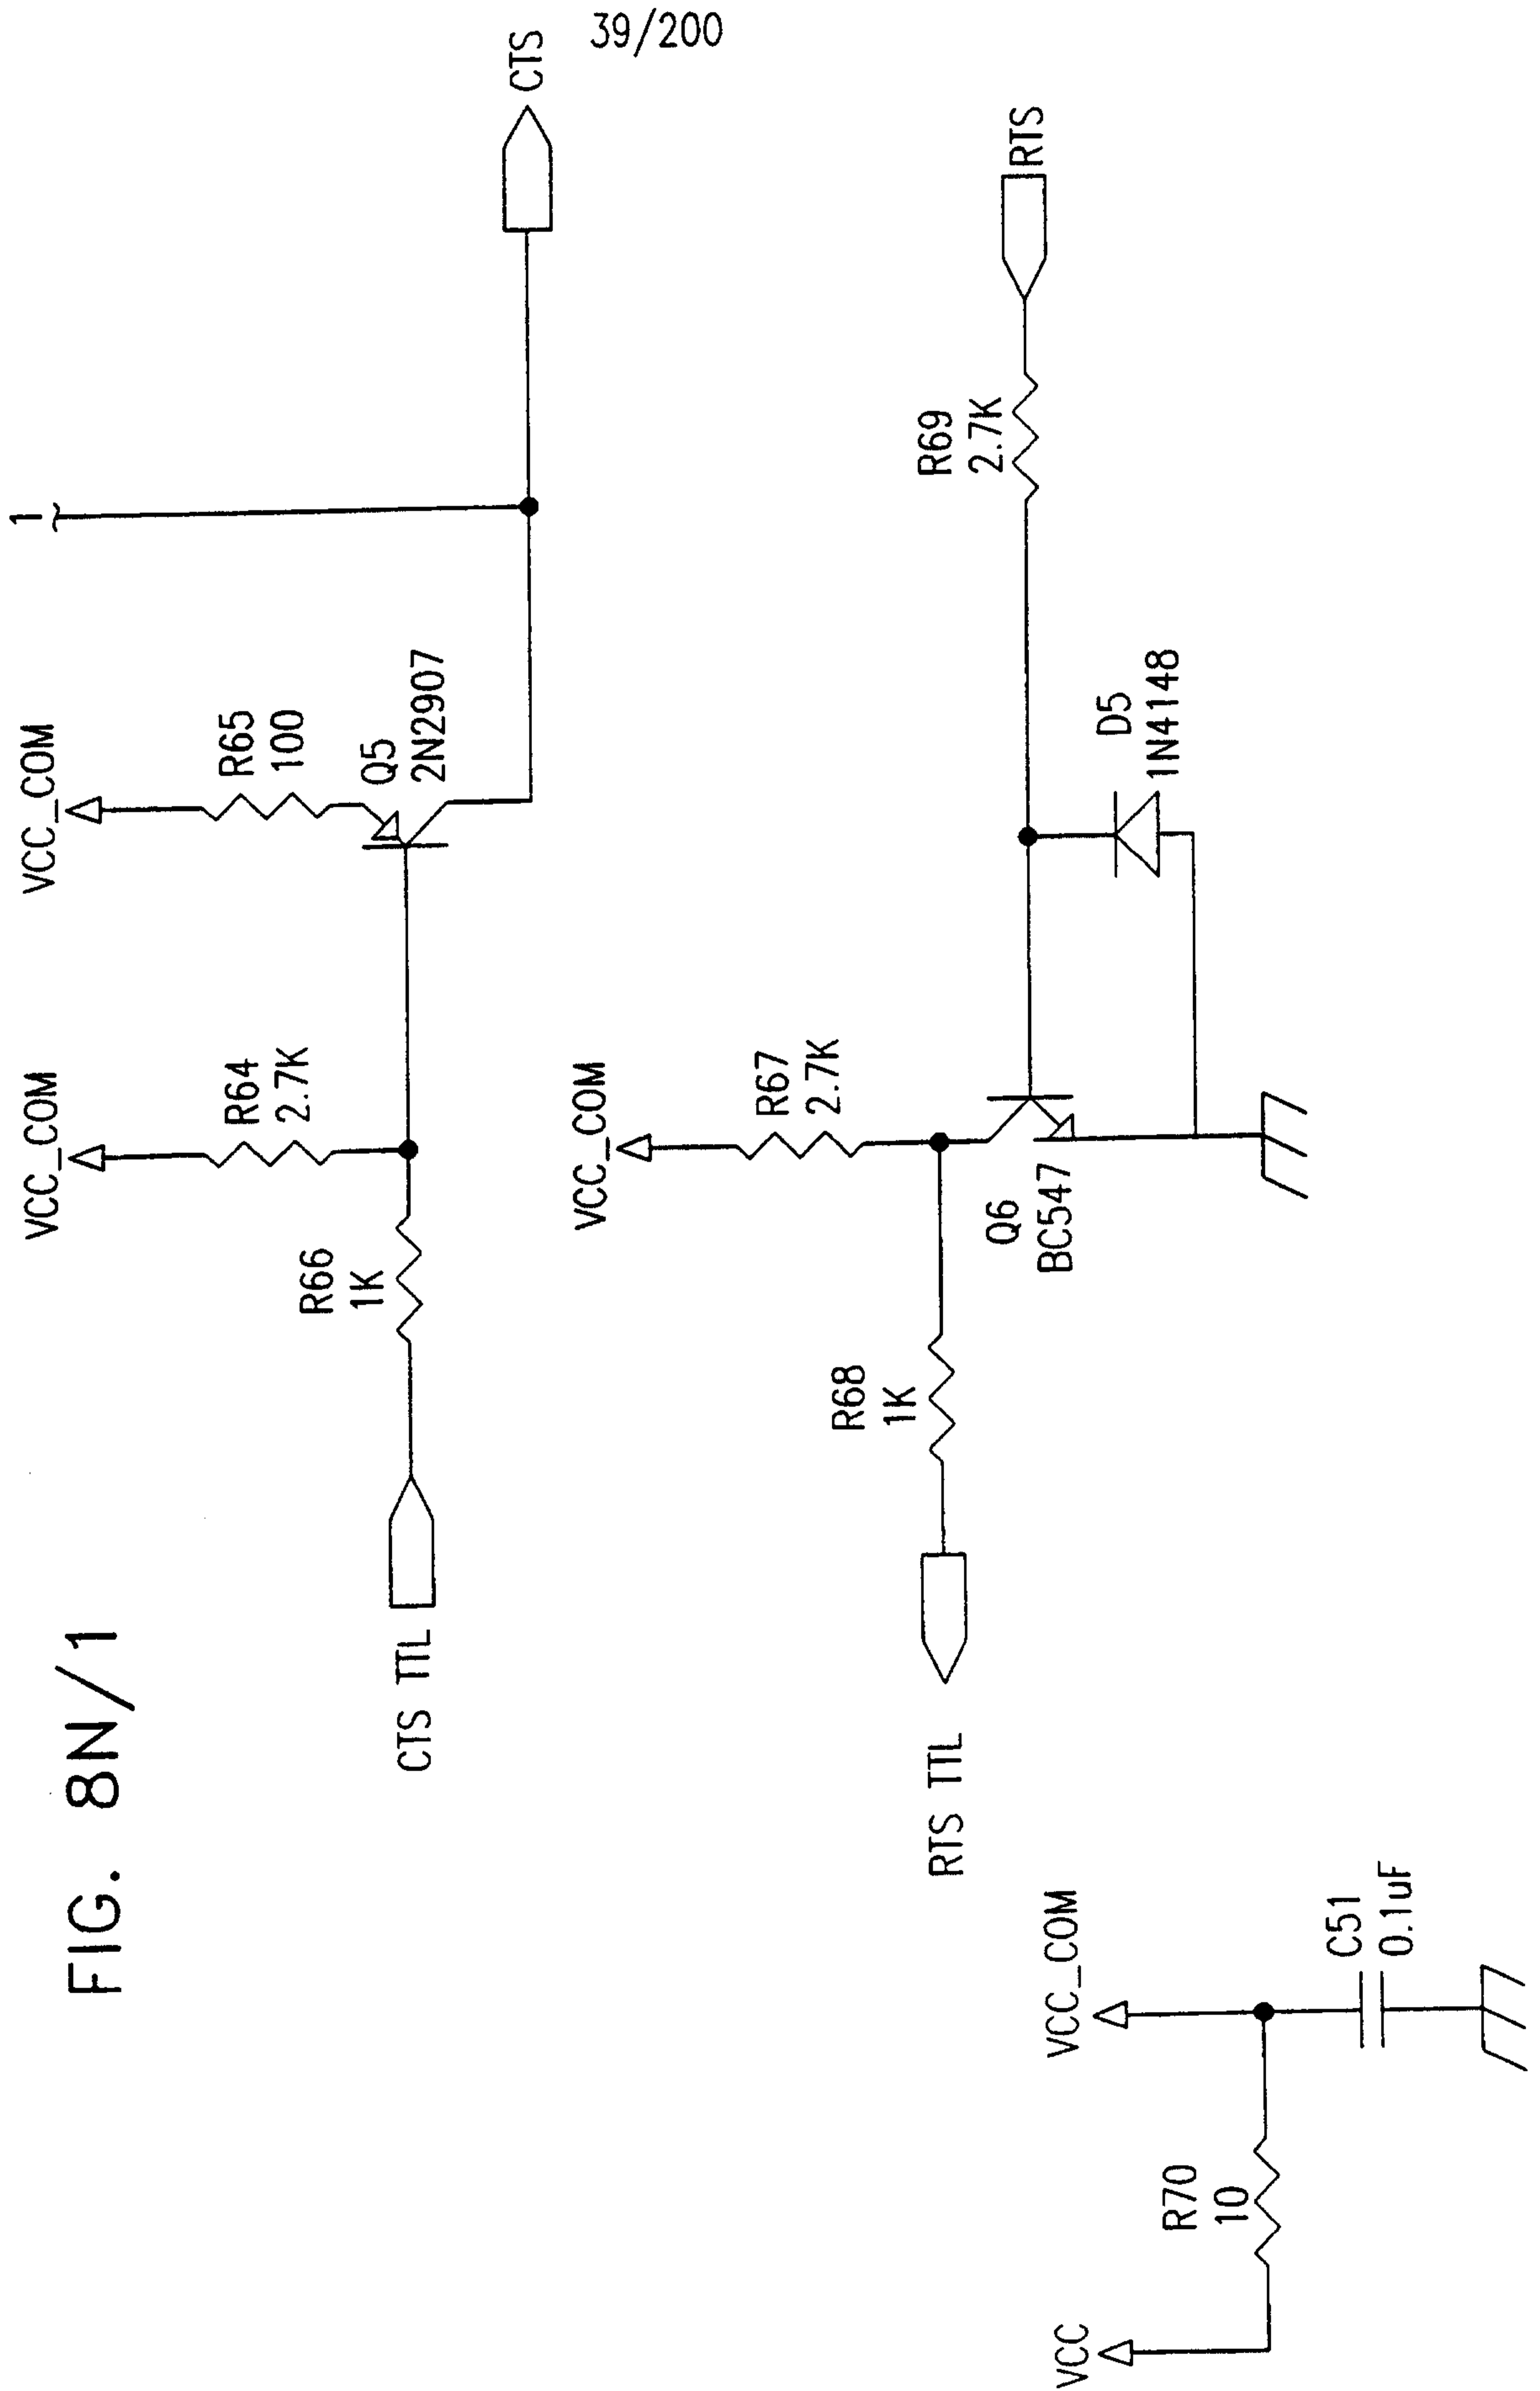 FIG. 8N/1
39/200
1
VCC_COM
R64
2.7K
VCC_COM
R65
100
Q5
2N2907
CTS TTL
R66
1K
CTS
VCC_COM
R67
2.7K
RTS TTL
R68
1K
Q6
BC547
D5
1N4148
R69
2.7K
RTS
VCC
R70
10
VCC_COM
C51
0.1uF